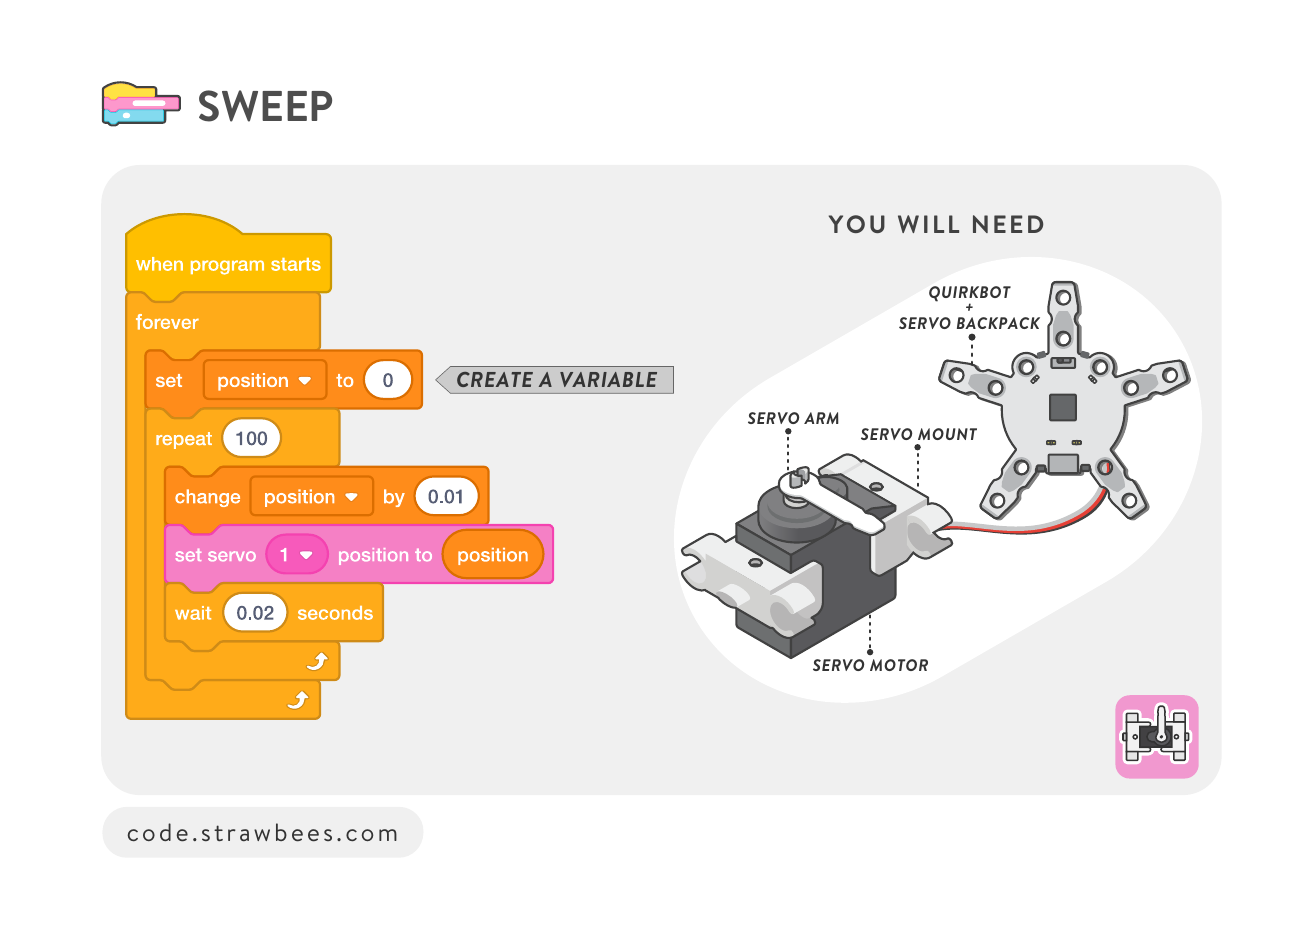 SWEEP
when program starts
forever
set position to 0
CREATE A VARIABLE
repeat 100
change position by 0.01
set servo 1 position to position
wait 0.02 seconds
YOU WILL NEED
QUIRKBOT
+
SERVO BACKPACK
SERVO ARM
SERVO MOUNT
SERVO MOTOR
code.strawbees.com